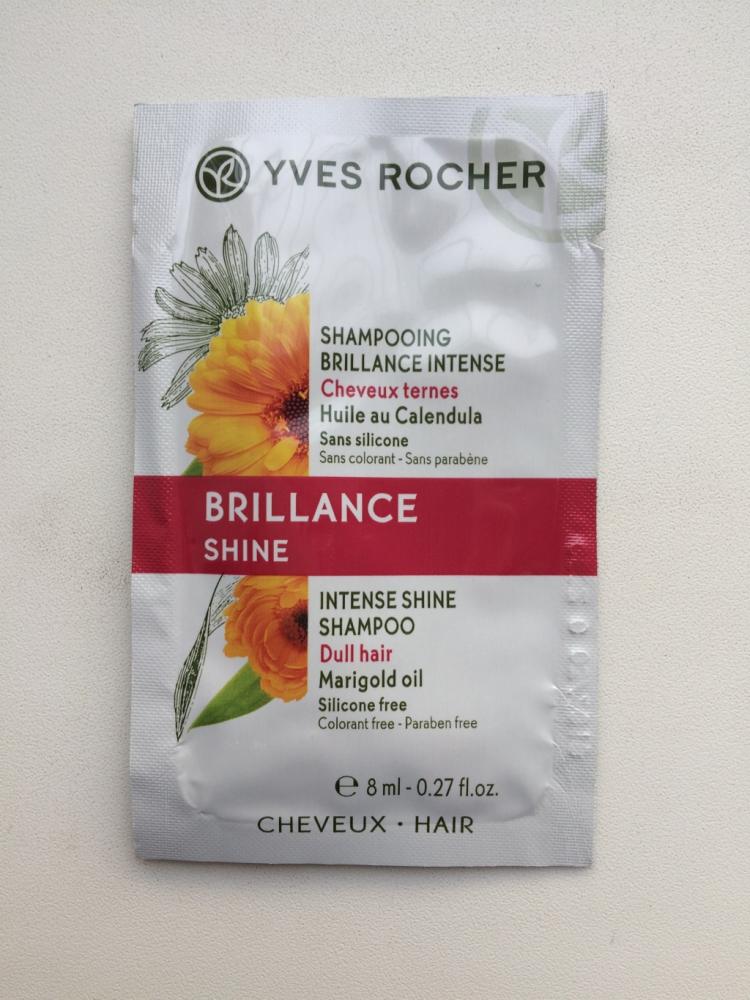 YVES ROCHER
SHAMPOOING
BRILLANCE INTENSE
Cheveux ternes
Huile au Calendula
Sans silicone
Sans colorant - Sans parabène
BRILLANCE
SHINE
INTENSE SHINE
SHAMPOO
Dull hair
Marigold oil
Silicone free
Colorant free - Paraben free
℮ 8 ml - 0.27 fl.oz.
CHEVEUX · HAIR